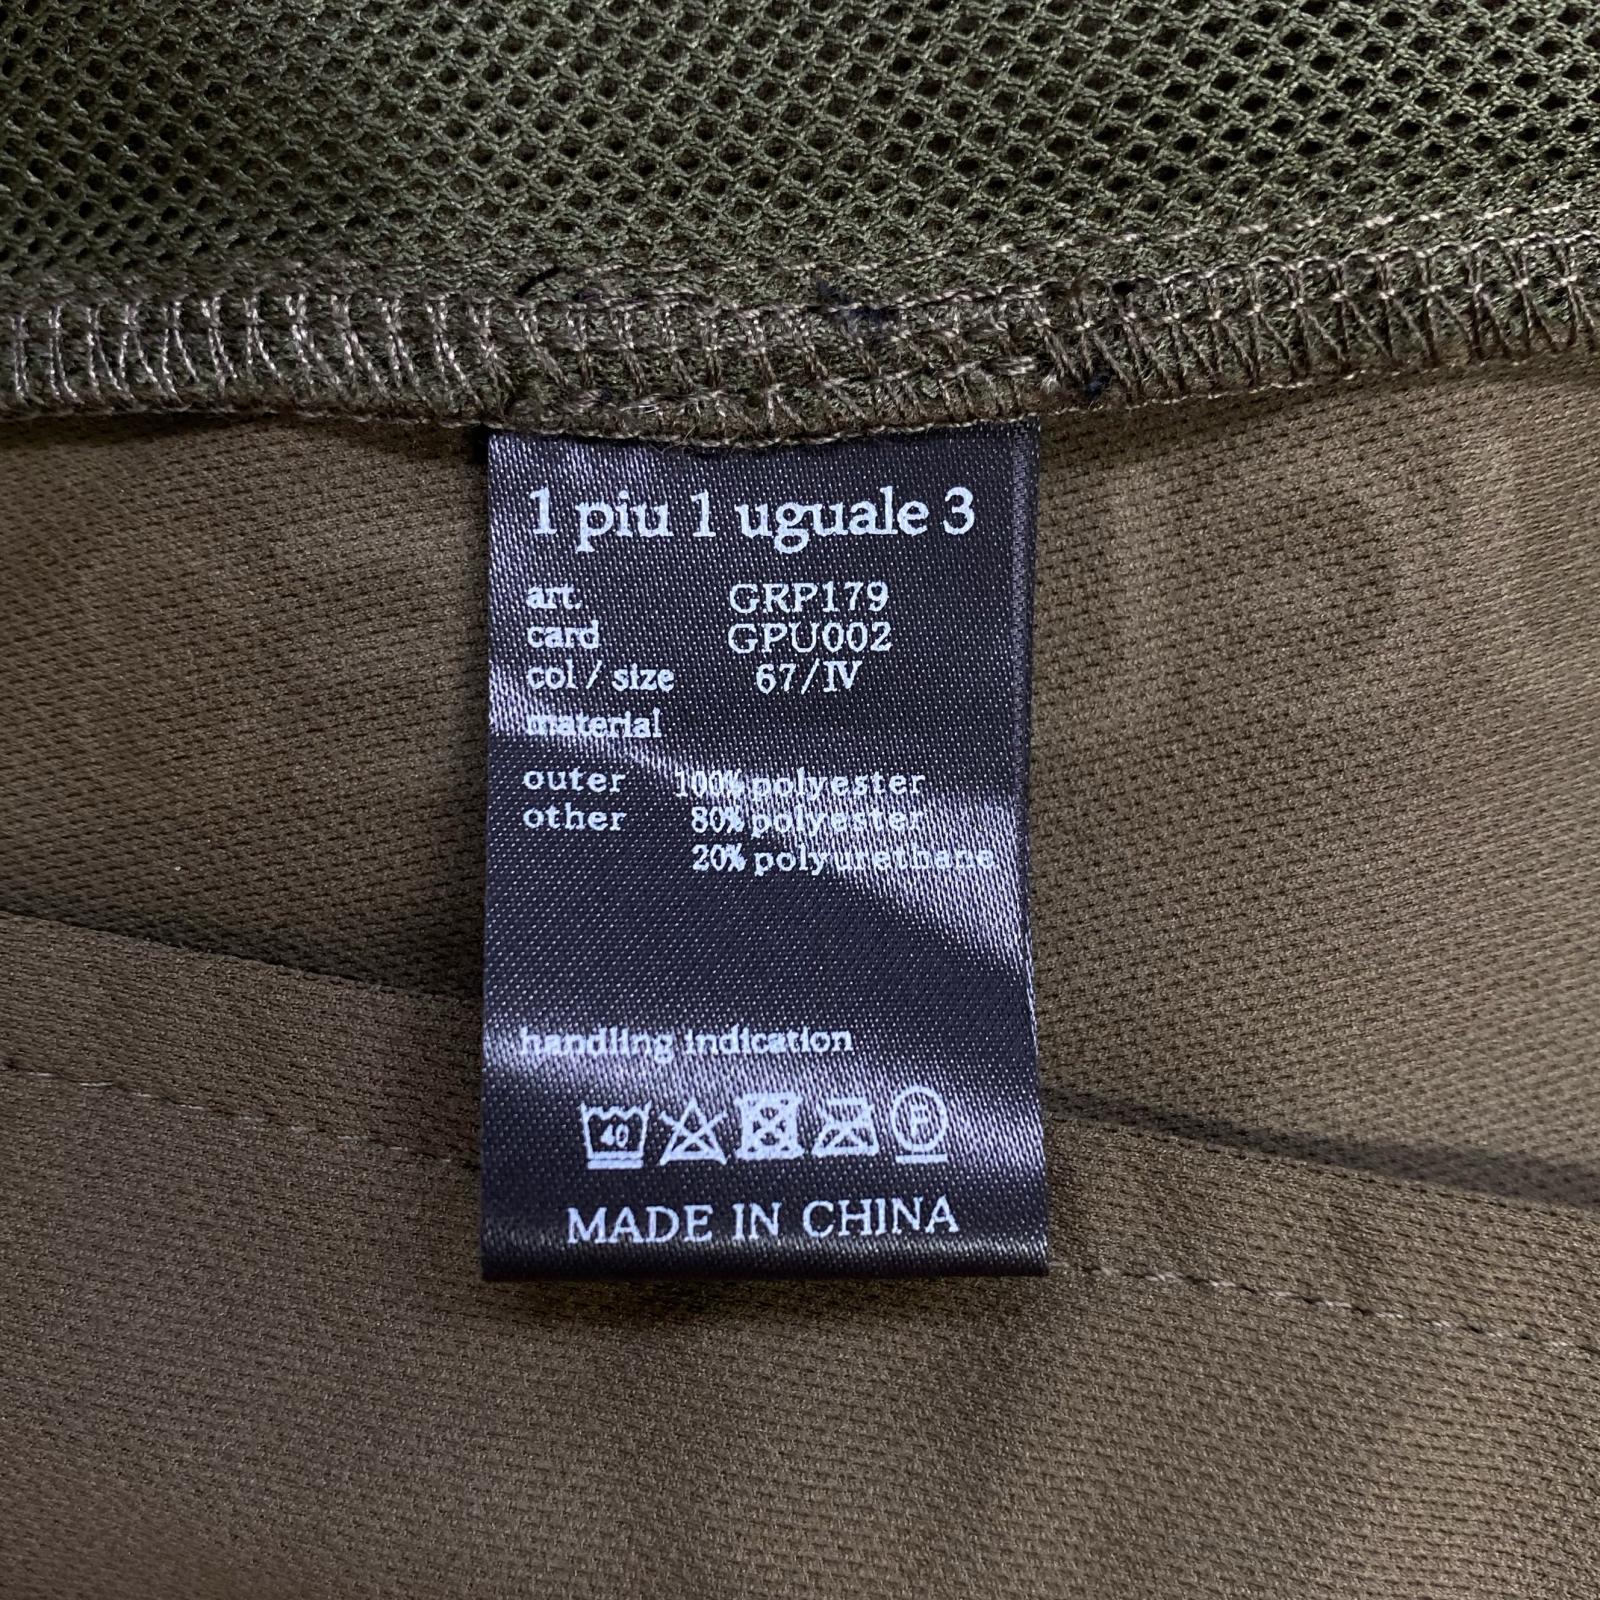 1 piu 1 uguale 3
art. GRP179
card GPU002
col / size 67/IV
material
outer 100% polyester
other 80% polyester
20% polyurethane
handling indication
40 P
MADE IN CHINA